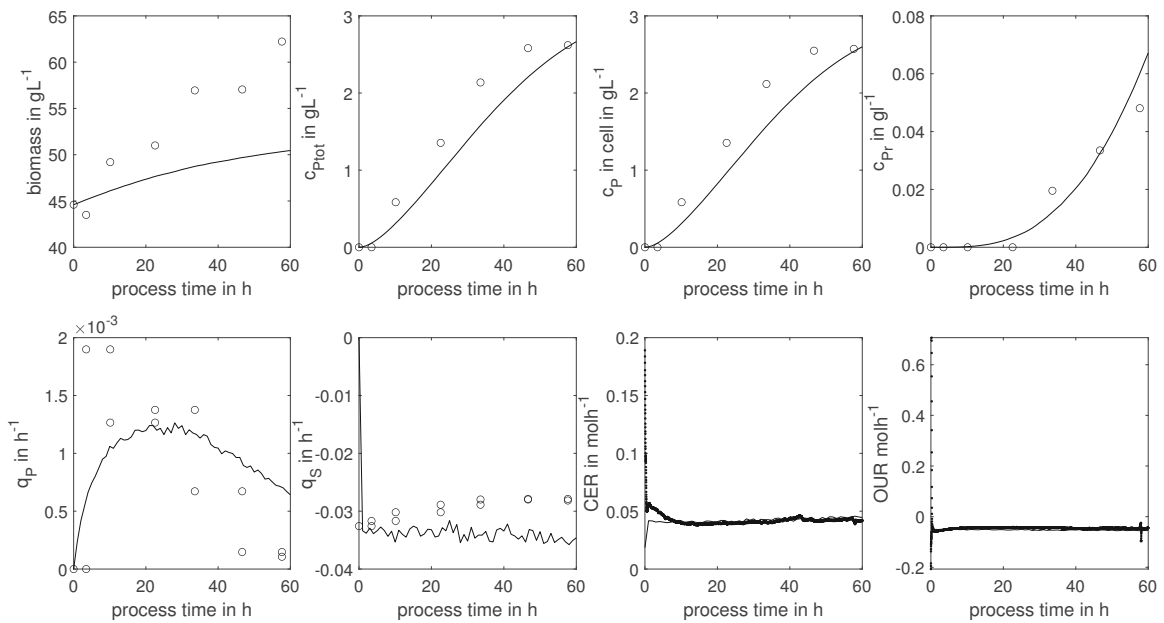 65
60
55
50
45
40
biomass in gL-1
0 20 40 60
process time in h
3
2
1
0
cPtot in gL-1
0 20 40 60
process time in h
3
2
1
0
cP in cell in gL-1
0 20 40 60
process time in h
0.08
0.06
0.04
0.02
0
cPr in gl-1
0 20 40 60
process time in h
×10-3
2
1.5
1
0.5
0
qP in h-1
0 20 40 60
process time in h
0
-0.01
-0.02
-0.03
-0.04
qS in h-1
0 20 40 60
process time in h
0.2
0.15
0.1
0.05
0
CER in molh-1
0 20 40 60
process time in h
0.6
0.4
0.2
0
-0.2
OUR molh-1
0 20 40 60
process time in h